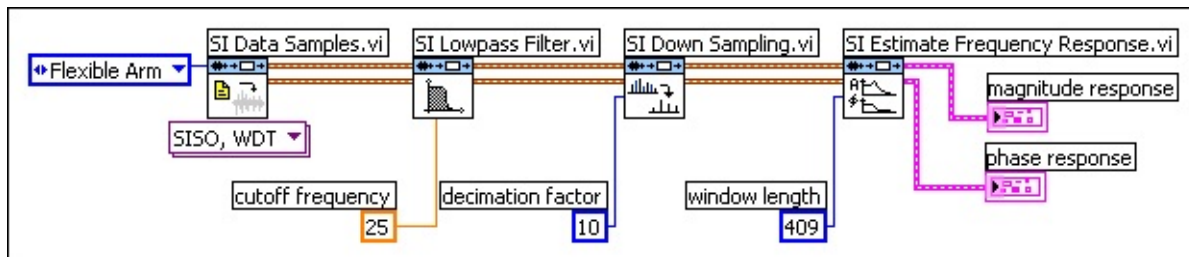 SI Data Samples.vi
SI Lowpass Filter.vi
SI Down Sampling.vi
SI Estimate Frequency Response.vi
Flexible Arm
magnitude response
SISO, WDT
phase response
cutoff frequency
decimation factor
window length
25
10
409